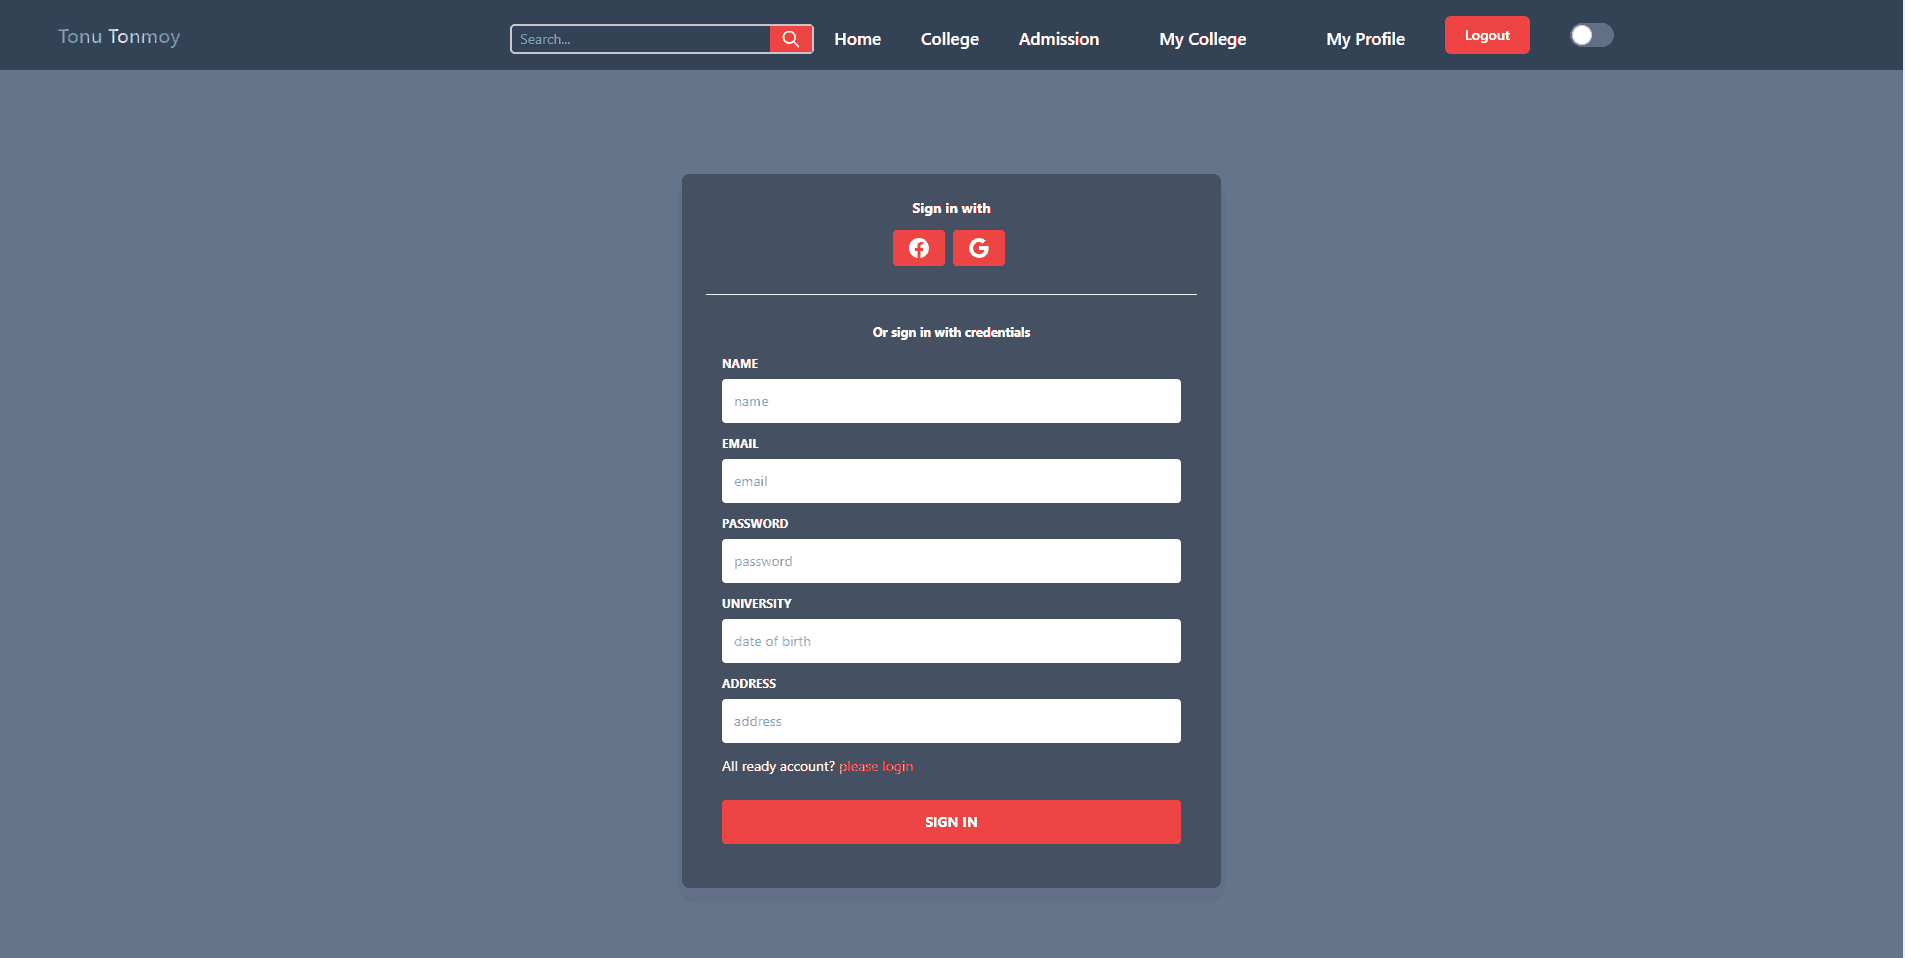 Tonu Tonmoy
Search...
Home
College
Admission
My College
My Profile
Logout
Sign in with
Or sign in with credentials
NAME
name
EMAIL
email
PASSWORD
password
UNIVERSITY
date of birth
ADDRESS
address
All ready account? please login
SIGN IN